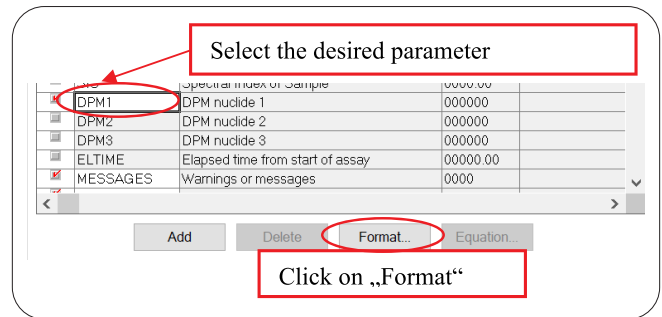 Select the desired parameter
Spectral Index of Sample 0000.00
DPM1 DPM nuclide 1 000000
DPM2 DPM nuclide 2 000000
DPM3 DPM nuclide 3 000000
ELTIME Elapsed time from start of assay 00000.00
MESSAGES Warnings or messages 0000
Add Delete Format... Equation...
Click on „Format“